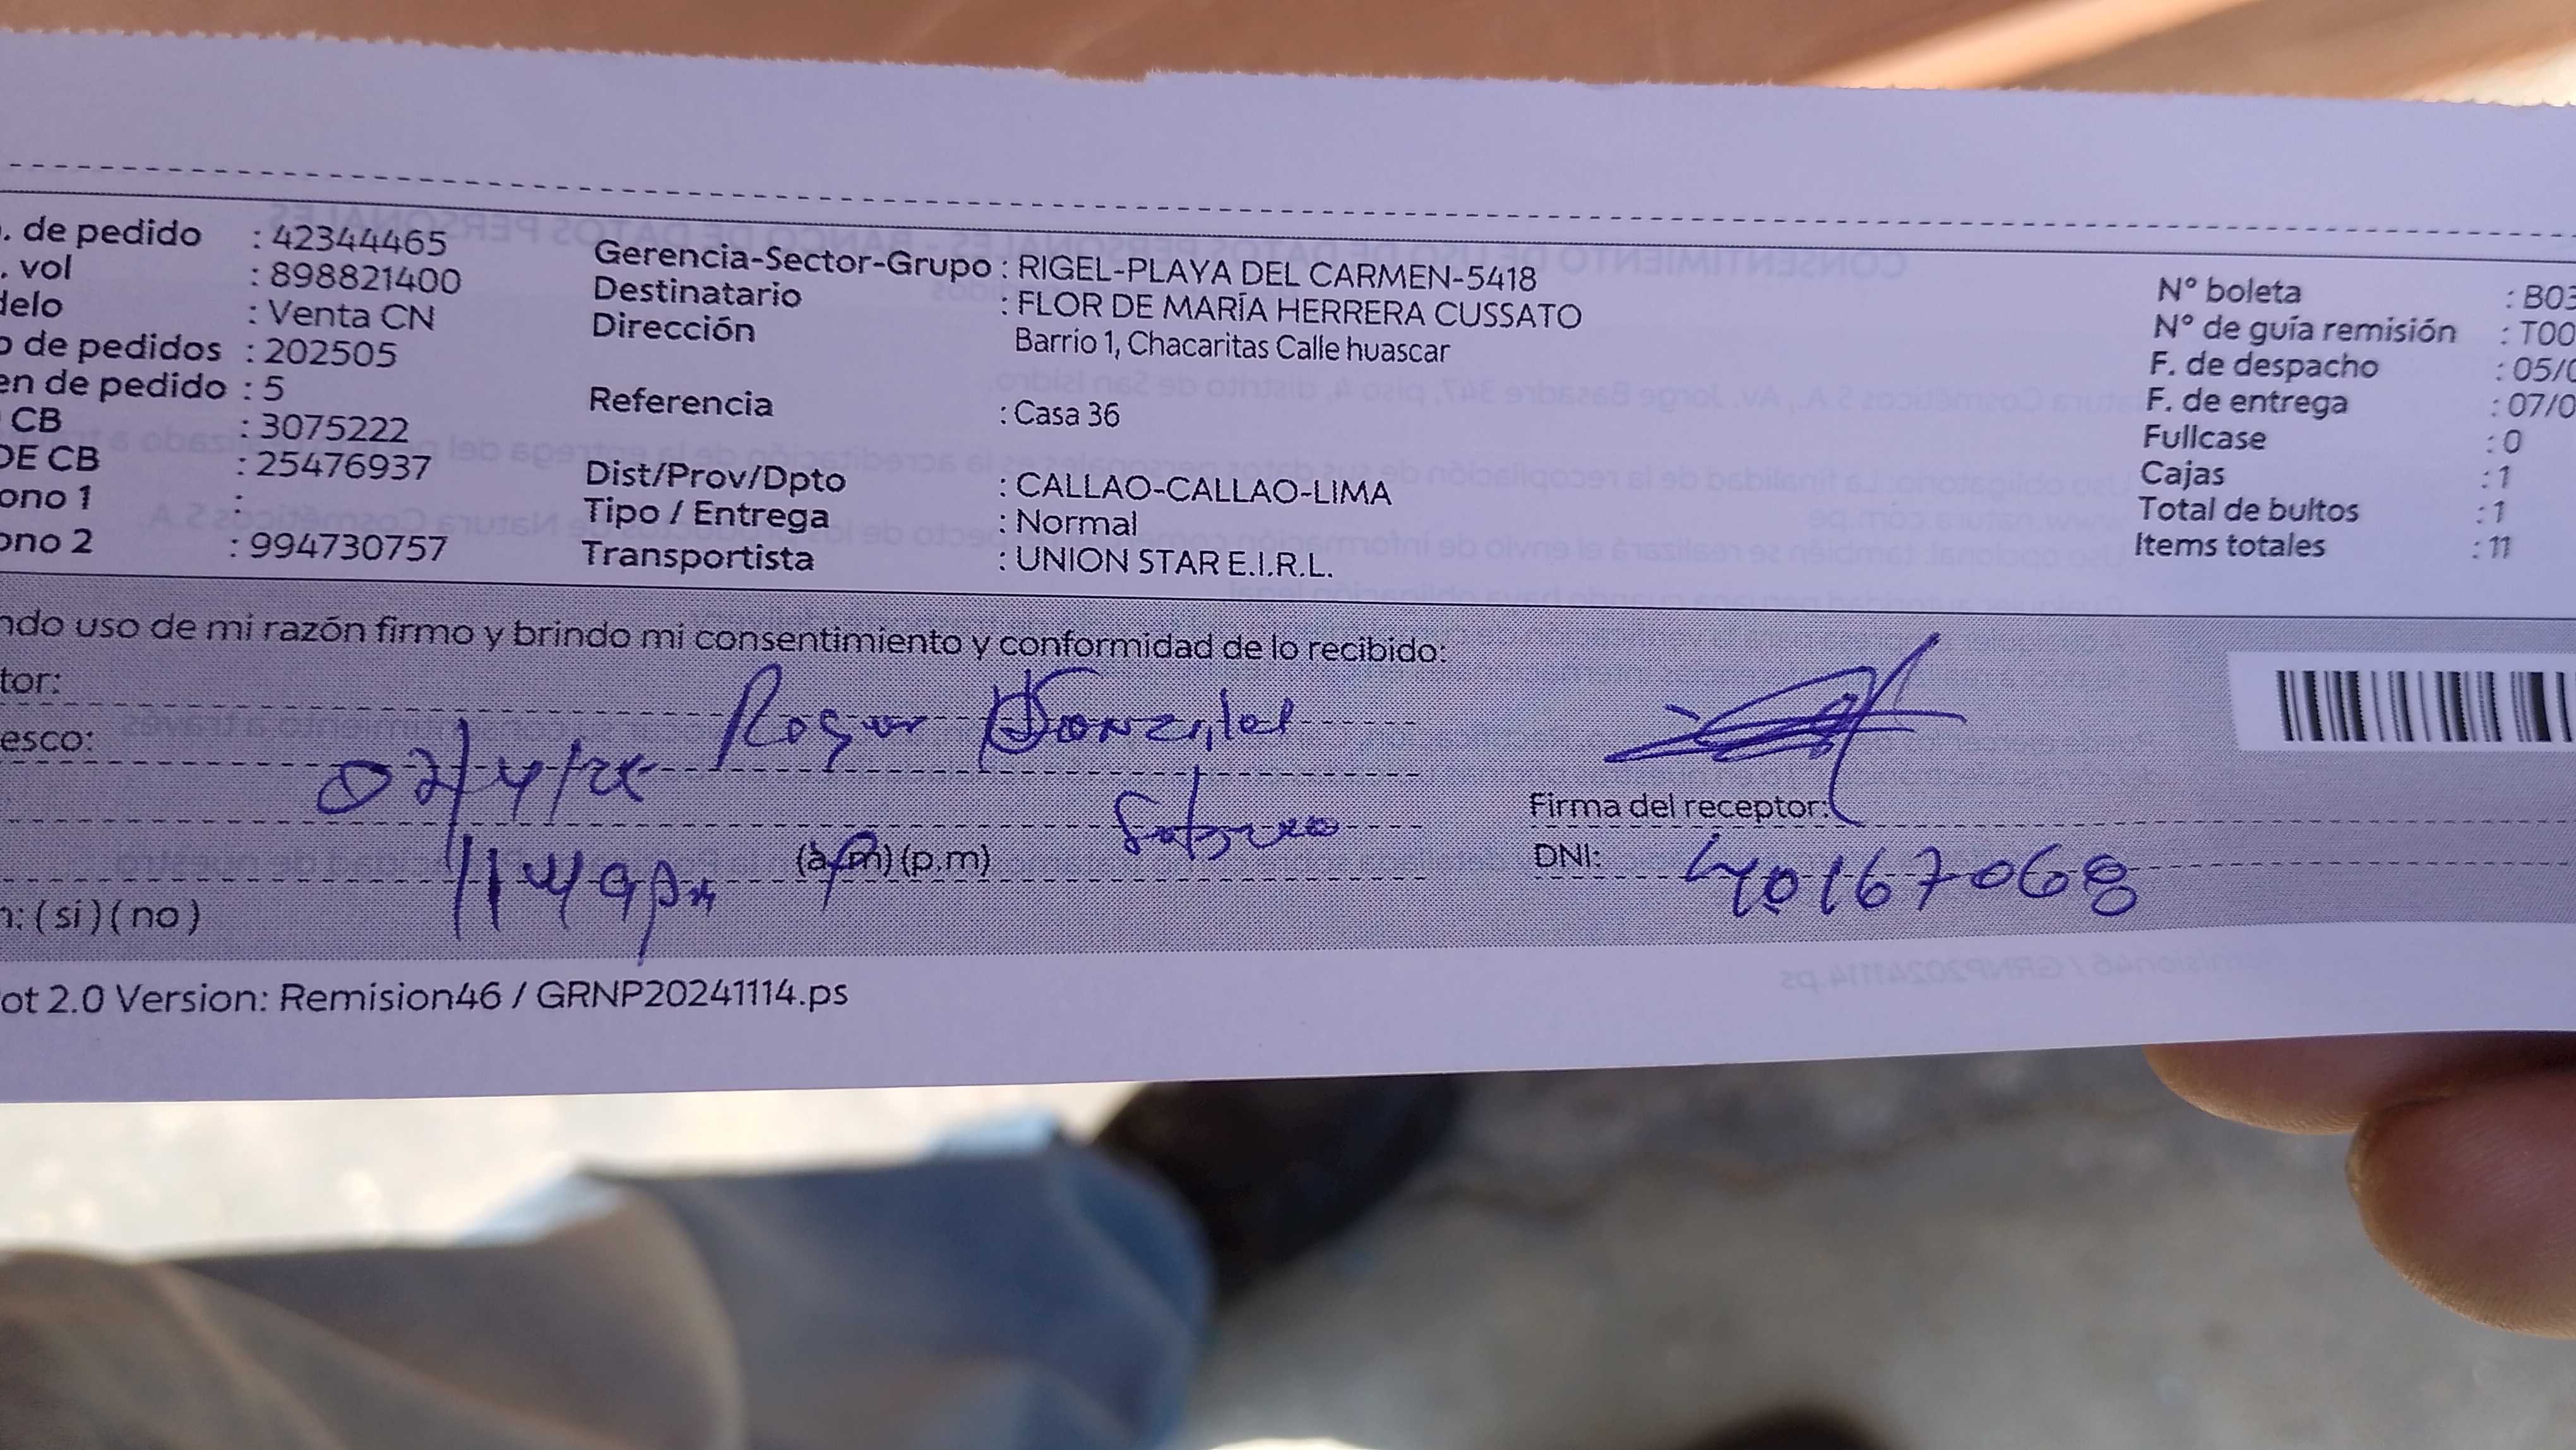 . de pedido : 42344465
. vol : 898821400
delo : Venta CN
o de pedidos : 202505
en de pedido : 5
CB : 3075222
DE CB : 25476937
ono 1 :
ono 2 : 994730757
Gerencia-Sector-Grupo : RIGEL-PLAYA DEL CARMEN-5418
Destinatario : FLOR DE MARÍA HERRERA CUSSATO
Dirección Barrio 1, Chacaritas Calle huascar
Referencia : Casa 36
Dist/Prov/Dpto : CALLAO-CALLAO-LIMA
Tipo / Entrega : Normal
Transportista : UNION STAR E.I.R.L.
N° boleta : B03
N° de guía remisión : T00
F. de despacho : 05/0
F. de entrega : 07/0
Fullcase : 0
Cajas : 1
Total de bultos : 1
Items totales : 11
ndo uso de mi razón firmo y brindo mi consentimiento y conformidad de lo recibido:
tor:
esco:
(a.m) (p.m)
Firma del receptor:
DNI: 40167068
n: ( si ) ( no )
ot 2.0 Version: Remision46 / GRNP20241114.ps